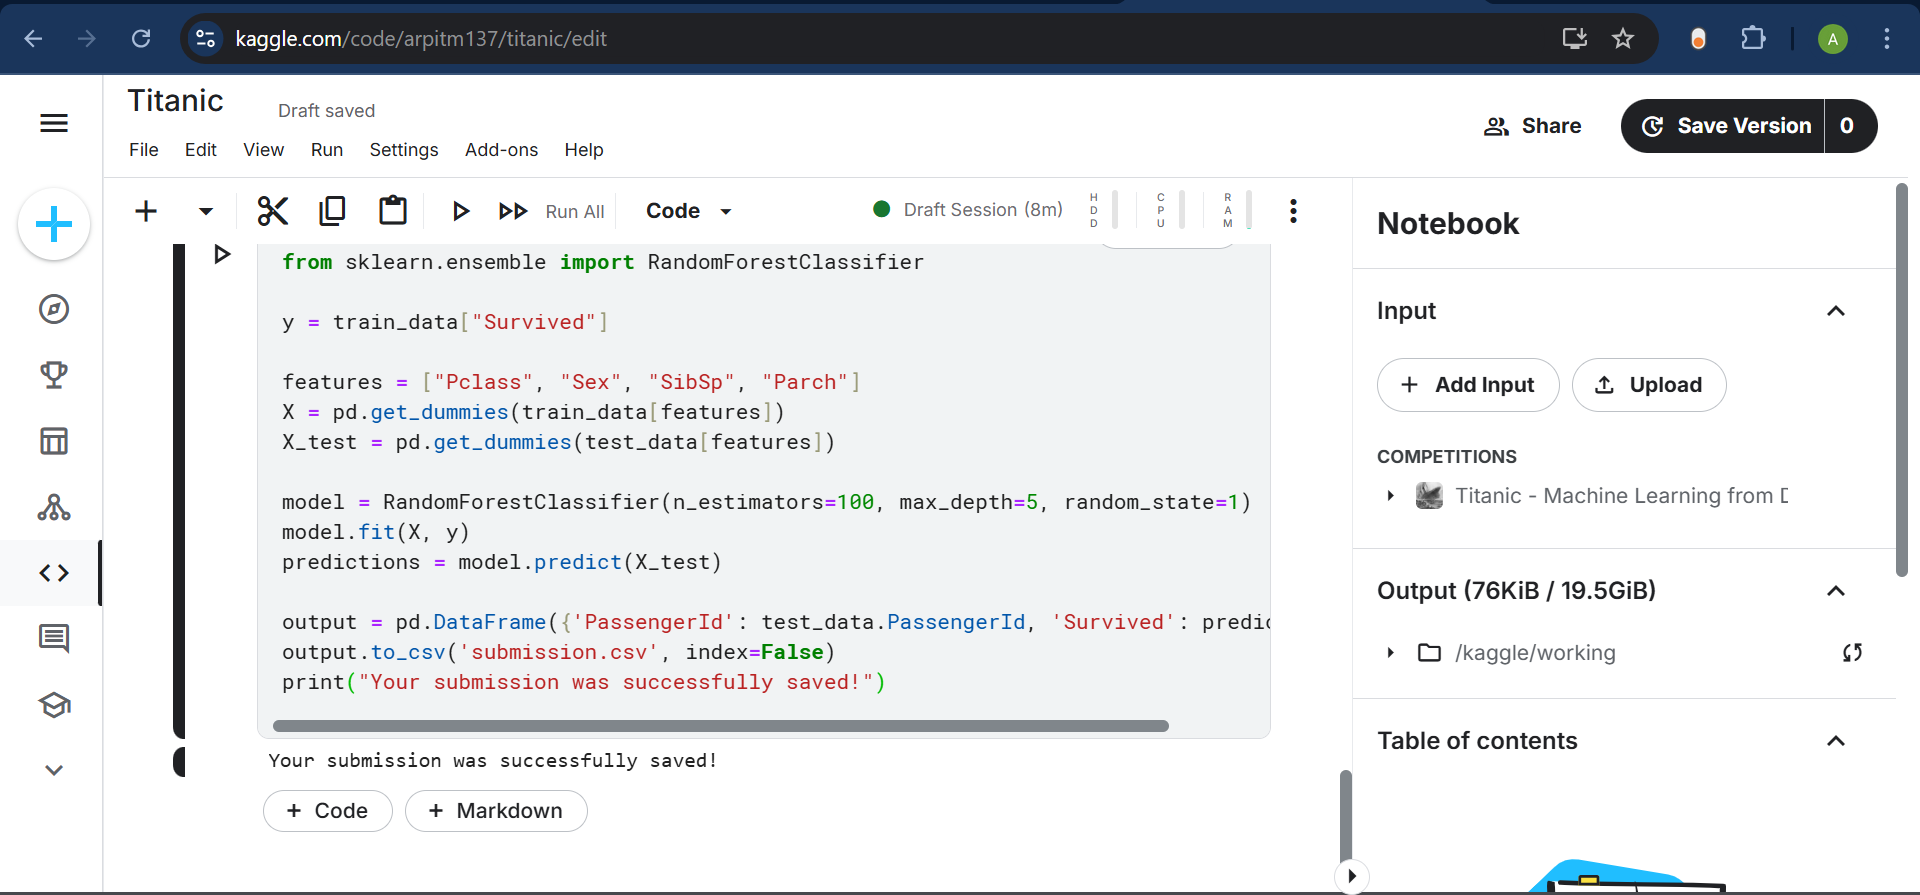 kaggle.com/code/arpitm137/titanic/edit
A
Titanic
Draft saved
File Edit View Run Settings Add-ons Help
Share
Save Version
0
Run All
Code
Draft Session (8m)
HDD
CPU
RAM
from sklearn.ensemble import RandomForestClassifier
y = train_data["Survived"]
features = ["Pclass", "Sex", "SibSp", "Parch"]
X = pd.get_dummies(train_data[features])
X_test = pd.get_dummies(test_data[features])
model = RandomForestClassifier(n_estimators=100, max_depth=5, random_state=1)
model.fit(X, y)
predictions = model.predict(X_test)
output = pd.DataFrame({'PassengerId': test_data.PassengerId, 'Survived': predic
output.to_csv('submission.csv', index=False)
print("Your submission was successfully saved!")
Your submission was successfully saved!
+ Code
+ Markdown
Notebook
Input
+ Add Input
Upload
COMPETITIONS
Titanic - Machine Learning from D
Output (76KiB / 19.5GiB)
/kaggle/working
Table of contents